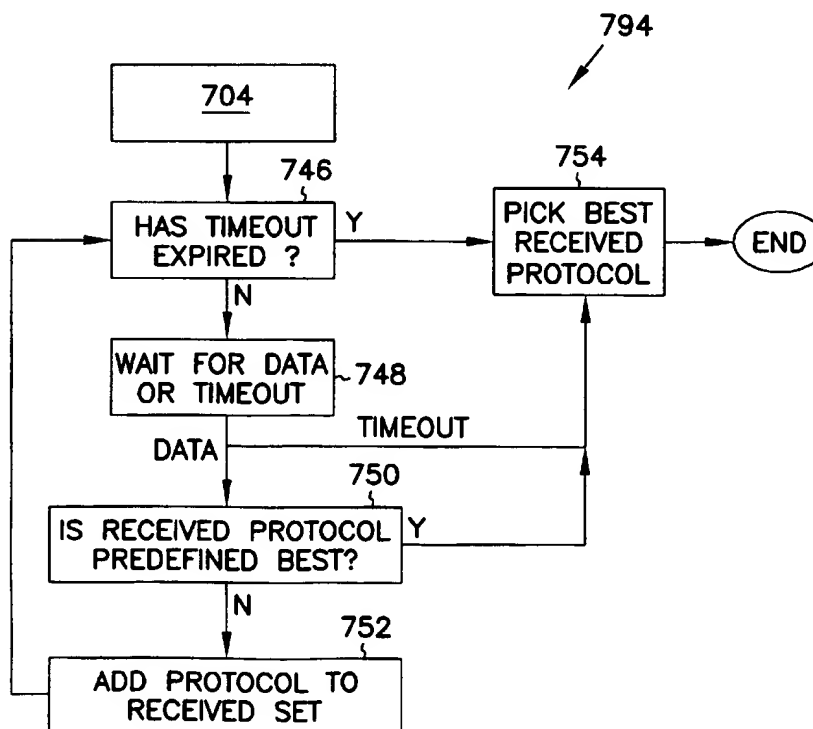 794
704
746
HAS TIMEOUT
EXPIRED ?
Y
N
754
PICK BEST
RECEIVED
PROTOCOL
END
WAIT FOR DATA
OR TIMEOUT
748
DATA
TIMEOUT
750
IS RECEIVED PROTOCOL
PREDEFINED BEST?
Y
N
752
ADD PROTOCOL TO
RECEIVED SET